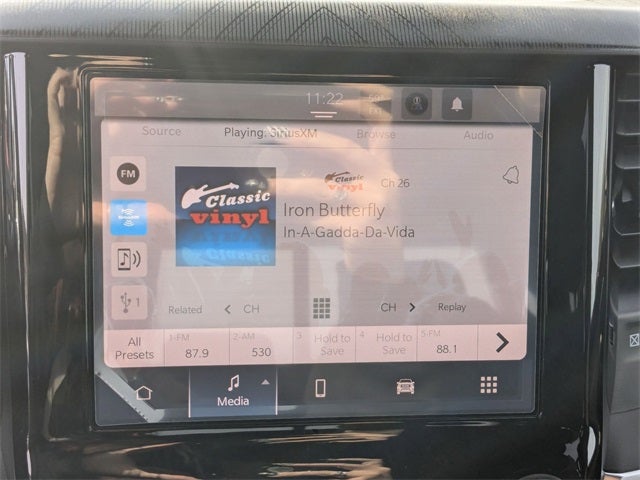 11:22
Source Playing: SiriusXM Browse Audio
FM
Classic vinyl
Classic vinyl Ch 26
Iron Butterfly
In-A-Gadda-Da-Vida
1
Related < CH CH > Replay
All Presets
1-FM 87.9
2-AM 530
3 Hold to Save
4 Hold to Save
5-FM 88.1
Media